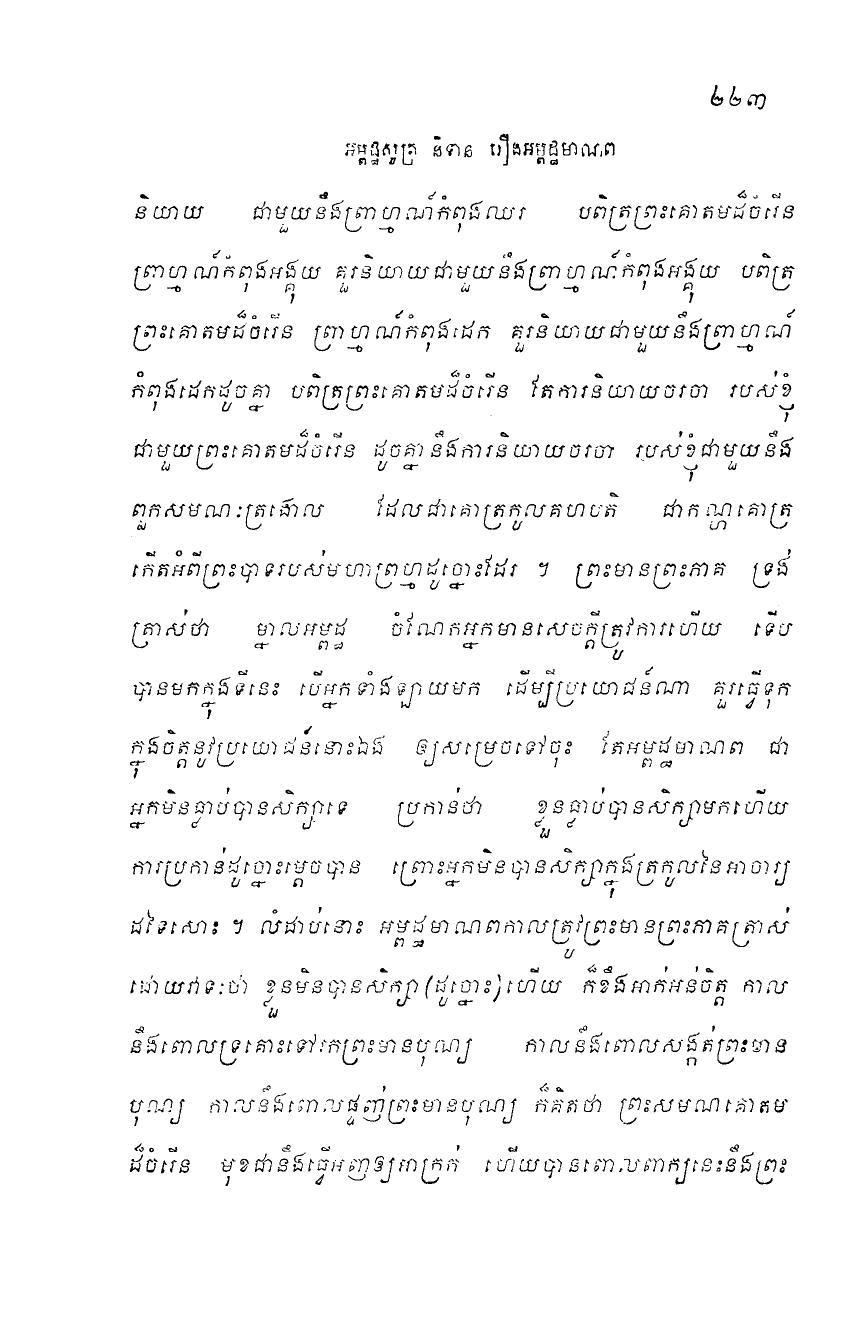 ២២៣
អម្ពដ្ឋសូត្រ និទាន រឿងអម្ពដ្ឋមាណព
និយាយ ជាមួយនឹងព្រាហ្មណ៍កំពុងឈរ បពិត្រព្រះគោតមដ៏ចំរើន
ព្រាហ្មណ៍កំពុងអង្គុយ គួរនិយាយជាមួយនឹងព្រាហ្មណ៍កំពុងអង្គុយ បពិត្រ
ព្រះគោតមដ៏ចំរើន ព្រាហ្មណ៍កំពុងដេក គួរនិយាយជាមួយនឹងព្រាហ្មណ៍
កំពុងដេកដូចគ្នា បពិត្រព្រះគោតមដ៏ចំរើន តែការនិយាយចរចា របស់ខ្ញុំ
ជាមួយព្រះគោតមដ៏ចំរើន ដូចគ្នានឹងការនិយាយចរចា របស់ខ្ញុំជាមួយនឹង
ពួកសមណៈត្រងោល ដែលជាគោត្រកូលគហបតិ ជាកណ្ហគោត្រ
កើតអំពីព្រះបាទរបស់មហាព្រហ្មដូច្នោះដែរ ។ ព្រះមានព្រះភាគ ទ្រង់
ត្រាស់ថា ម្នាលអម្ពដ្ឋ ចំណែកអ្នកមានសេចក្តីត្រូវការហើយ ទើប
បានមកក្នុងទីនេះ បើអ្នកទាំងឡាយមក ដើម្បីប្រយោជន៍ណា គួរធ្វើទុក
ក្នុងចិត្តនូវប្រយោជន៍នោះឯង ឲ្យសម្រេចទៅចុះ តែអម្ពដ្ឋមាណព ជា
អ្នកមិនធ្លាប់បានសិក្សាទេ ប្រកាន់ថា ខ្លួនធ្លាប់បានសិក្សាមកហើយ
ការប្រកាន់ដូច្នោះម្តេចបាន ព្រោះអ្នកមិនបានសិក្សាក្នុងត្រកូលនៃអាចារ្យ
ដទៃសោះ ។ លំដាប់នោះ អម្ពដ្ឋមាណពកាលត្រូវព្រះមានព្រះភាគត្រាស់
ដោយវាទៈថា ខ្លួនមិនបានសិក្សា (ដូច្នោះ) ហើយ ក៏ខឹងអាក់អន់ចិត្ត កាល
នឹងពោលទ្រគោះទៅរកព្រះមានបុណ្យ កាលនឹងពោលសង្កត់ព្រះមាន
បុណ្យ កាលនឹងពោលផ្ទញ់ព្រះមានបុណ្យ ក៏គិតថា ព្រះសមណគោតម
ដ៏ចំរើន មុខជានឹងធ្វើអញឲ្យអាក្រក់ ហើយបានពោលពាក្យនេះនឹងព្រះ